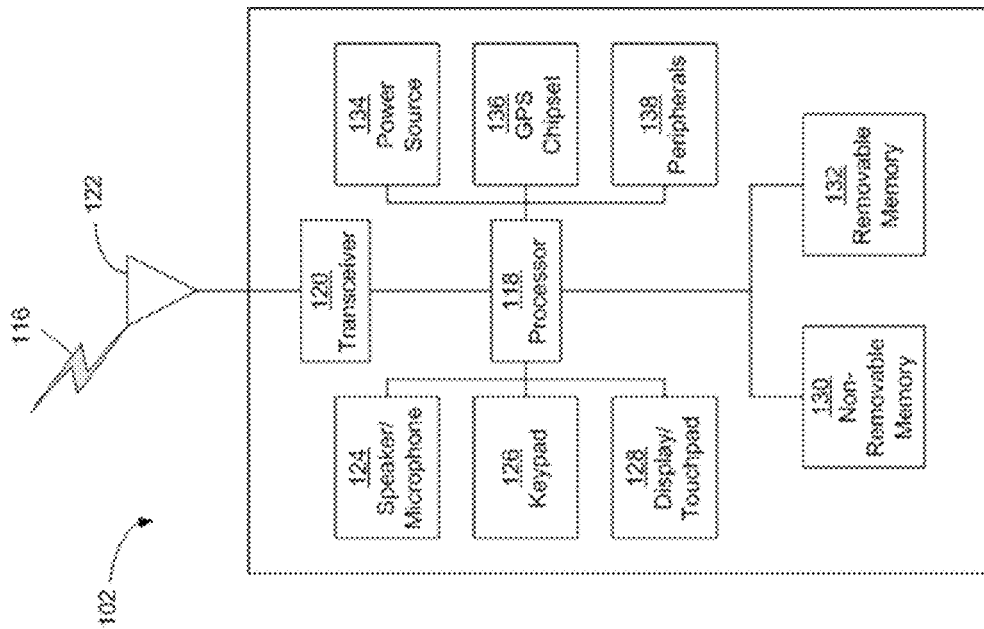 102
116
122
120
Transceiver
124
Speaker/
Microphone
126
Keypad
128
Display/
Touchpad
118
Processor
134
Power
Source
136
GPS
Chipset
138
Peripherals
130
Non-
Removable
Memory
132
Removable
Memory